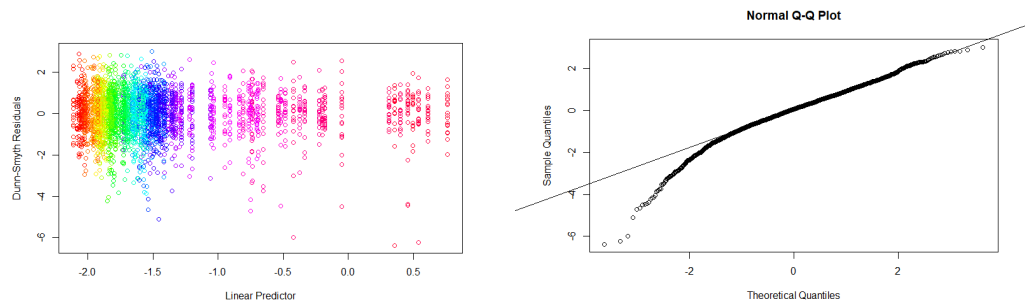 Dunn-Smyth Residuals
2
0
-2
-4
-6
-2.0 -1.5 -1.0 -0.5 0.0 0.5
Linear Predictor
Normal Q-Q Plot
Sample Quantiles
2
0
-2
-4
-6
-2 0 2
Theoretical Quantiles